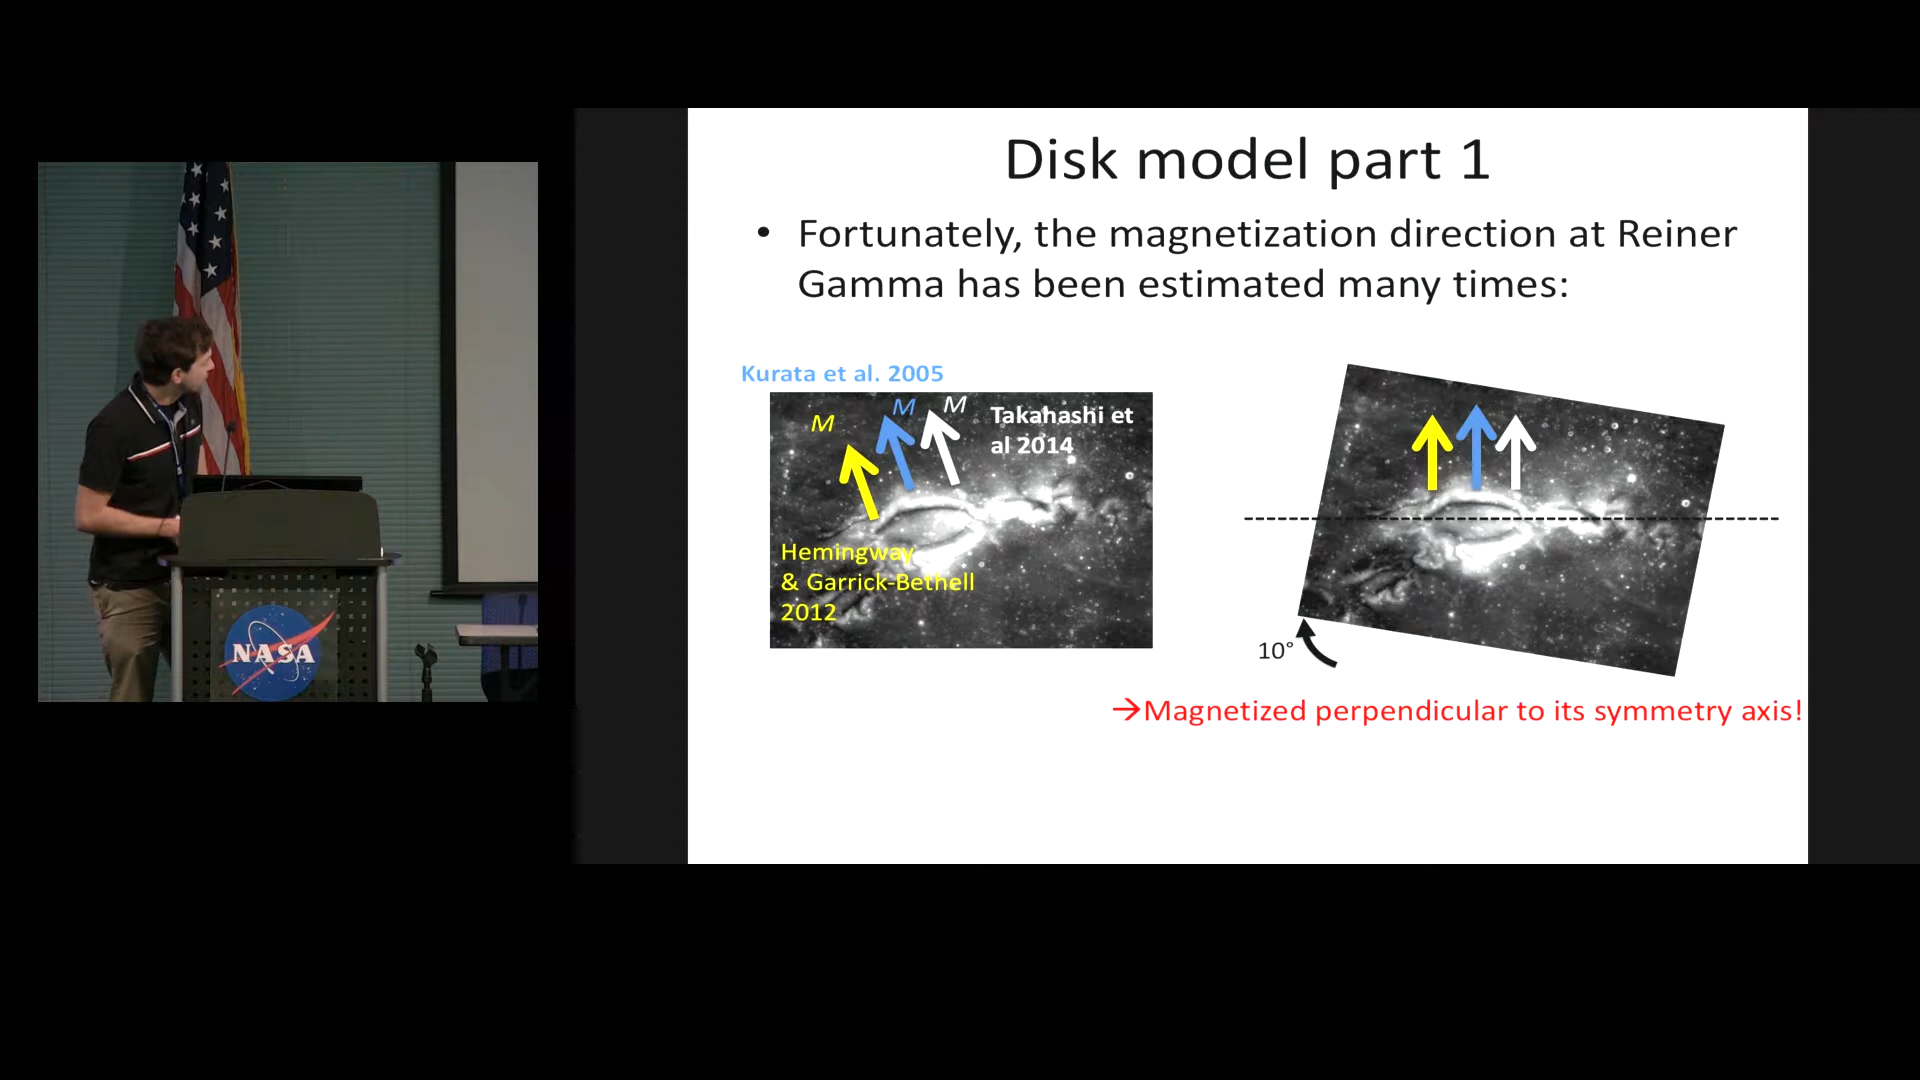 Disk model part 1
• Fortunately, the magnetization direction at Reiner
Gamma has been estimated many times:
Kurata et al. 2005
M
M
M
Takahashi et
al 2014
Hemingway
& Garrick-Bethell
2012
10°
→Magnetized perpendicular to its symmetry axis!
NASA